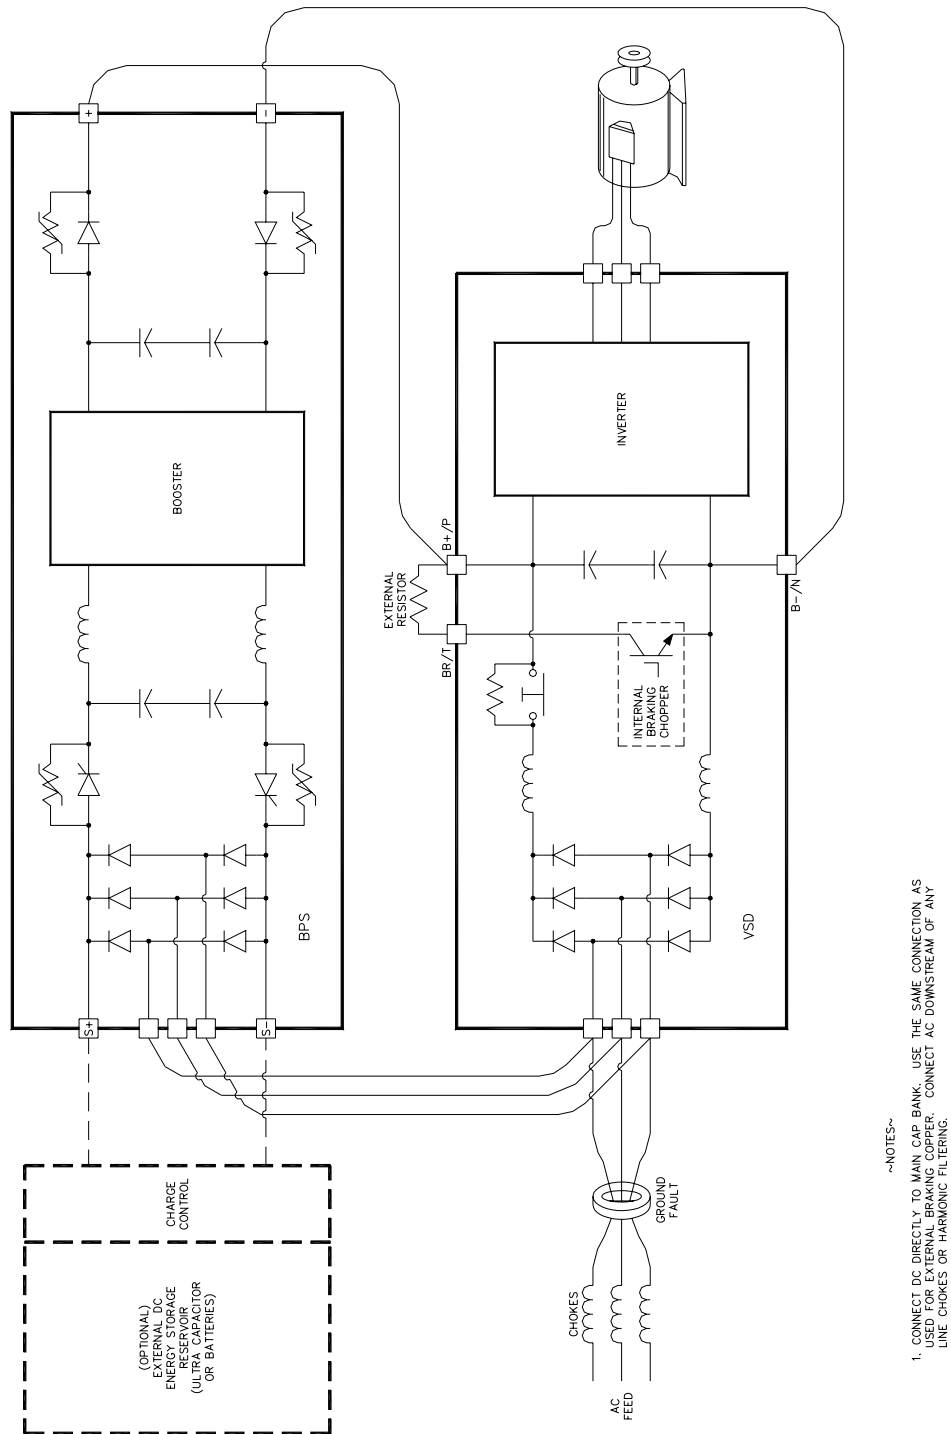 (OPTIONAL)
EXTERNAL DC
ENERGY STORAGE
RESERVOIR
(ULTRA CAPACITOR
OR BATTERIES)
CHARGE
CONTROL
S+
S-
BPS
BOOSTER
+
-
AC
FEED
CHOKES
GROUND
FAULT
VSD
INTERNAL
BRAKING
CHOPPER
BR/T
EXTERNAL
RESISTOR
B+/P
B-/N
INVERTER
~NOTES~
1. CONNECT DC DIRECTLY TO MAIN CAP BANK. USE THE SAME CONNECTION AS
USED FOR EXTERNAL BRAKING COPPER. CONNECT AC DOWNSTREAM OF ANY
LINE CHOKES OR HARMONIC FILTERING.